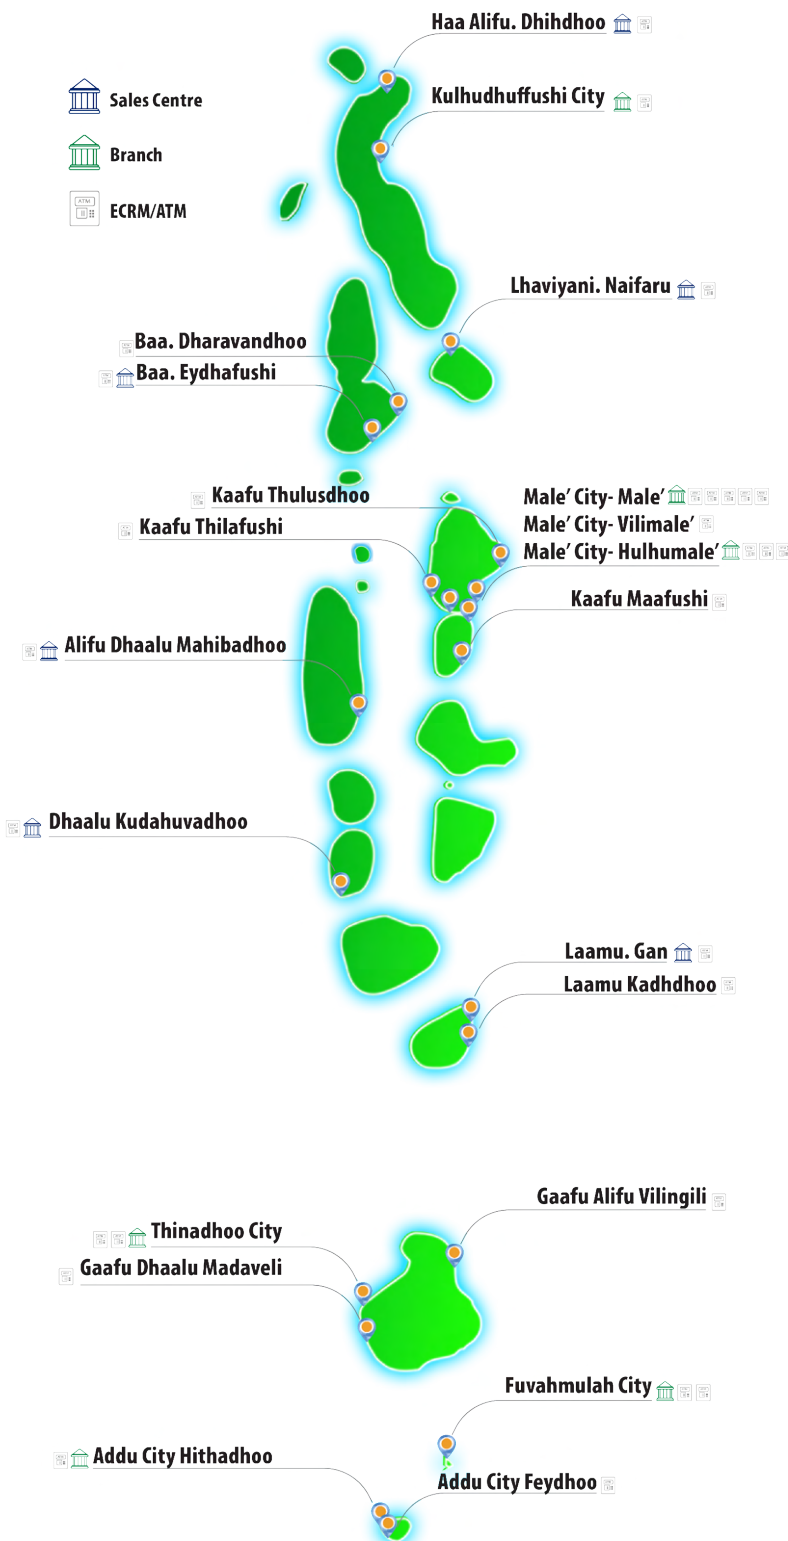 Haa Alifu. Dhihdhoo
Kulhudhuffushi City
Sales Centre
Branch
ATM
ECRM/ATM
Lhaviyani. Naifaru
Baa. Dharavandhoo
Baa. Eydhafushi
Kaafu Thulusdhoo
Male’ City- Male’
Male’ City- Vilimale’
Kaafu Thilafushi
Male’ City- Hulhumale’
Kaafu Maafushi
Alifu Dhaalu Mahibadhoo
Dhaalu Kudahuvadhoo
Laamu. Gan
Laamu Kadhdhoo
Gaafu Alifu Vilingili
Thinadhoo City
Gaafu Dhaalu Madaveli
Fuvahmulah City
Addu City Hithadhoo
Addu City Feydhoo